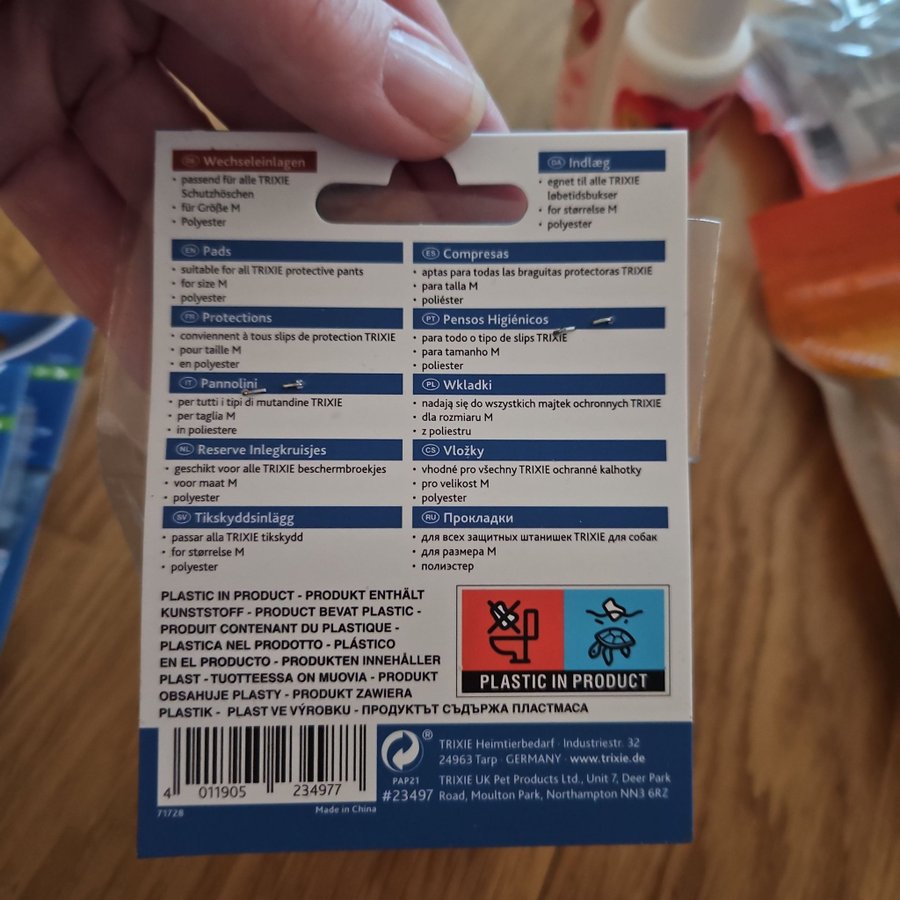 DE Wechseleinlagen
• passend für alle TRIXIE
Schutzhöschen
• für Größe M
• Polyester
DA Indlæg
• egnet til alle TRIXIE
løbetidsbukser
• for størrelse M
• polyester
EN Pads
• suitable for all TRIXIE protective pants
• for size M
• polyester
ES Compresas
• aptas para todas las braguitas protectoras TRIXIE
• para talla M
• poliéster
FR Protections
• conviennent à tous slips de protection TRIXIE
• pour taille M
• en polyester
PT Pensos Higiénicos
• para todo o tipo de slips TRIXIE
• para tamanho M
• poliester
IT Pannolini
• per tutti i tipi di mutandine TRIXIE
• per taglia M
• in poliestere
PL Wkladki
• nadają się do wszystkich majtek ochronnych TRIXIE
• dla rozmiaru M
• z poliestru
NL Reserve Inlegkruisjes
• geschikt voor alle TRIXIE beschermbroekjes
• voor maat M
• polyester
CS Vložky
• vhodné pro všechny TRIXIE ochranné kalhotky
• pro velikost M
• polyester
SV Tikskyddsinlägg
• passar alla TRIXIE tikskydd
• for størrelse M
• polyester
RU Прокладки
• для всех защитных штанишек TRIXIE для собак
• для размера M
• полиэстер
PLASTIC IN PRODUCT - PRODUKT ENTHÄLT
KUNSTSTOFF - PRODUCT BEVAT PLASTIC -
PRODUIT CONTENANT DU PLASTIQUE -
PLASTICA NEL PRODOTTO - PLÁSTICO
EN EL PRODUCTO - PRODUKTEN INNEHÅLLER
PLAST - TUOTTEESSA ON MUOVIA - PRODUKT
OBSAHUJE PLASTY - PRODUKT ZAWIERA
PLASTIK - PLAST VE VÝROBKU - ПРОДУКТЪТ СЪДЪРЖА ПЛАСТМАСА
PLASTIC IN PRODUCT
4 011905 234977
71728
Made in China
®
PAP21
#23497
TRIXIE Heimtierbedarf · Industriestr. 32
24963 Tarp · GERMANY · www.trixie.de
TRIXIE UK Pet Products Ltd., Unit 7, Deer Park
Road, Moulton Park, Northampton NN3 6RZ